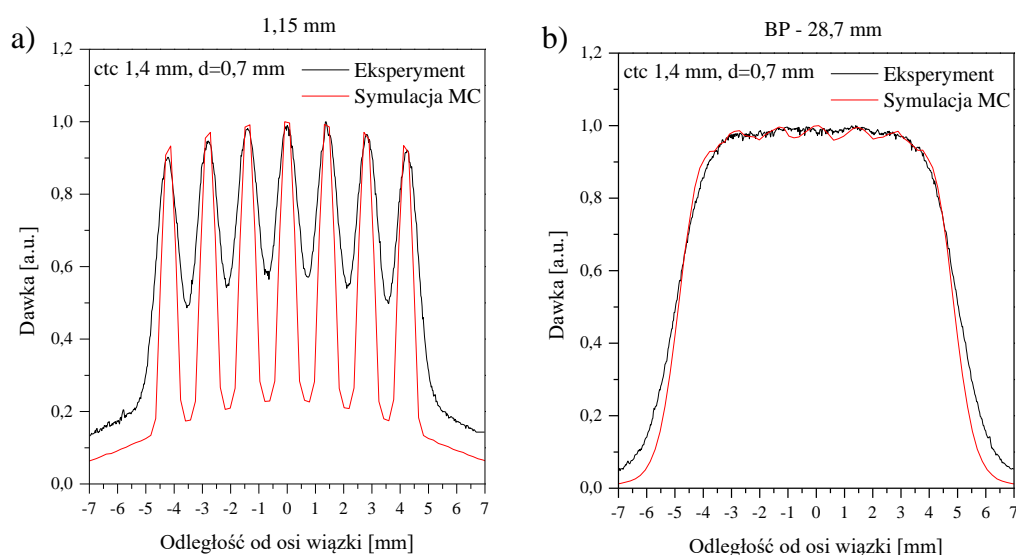 a)
1,15 mm
ctc 1,4 mm, d=0,7 mm
Eksperyment
Symulacja MC
Dawka [a.u.]
1,2
1,0
0,8
0,6
0,4
0,2
0,0
-7 -6 -5 -4 -3 -2 -1 0 1 2 3 4 5 6 7
Odległość od osi wiązki [mm]
b)
BP - 28,7 mm
ctc 1,4 mm, d=0,7 mm
Eksperyment
Symulacja MC
Dawka [a.u.]
1,2
1,0
0,8
0,6
0,4
0,2
0,0
-7 -6 -5 -4 -3 -2 -1 0 1 2 3 4 5 6 7
Odległość od osi wiązki [mm]